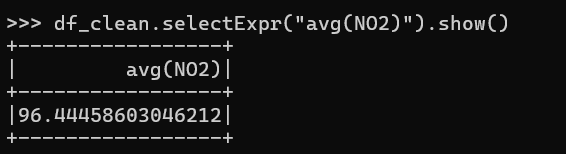 >>> df_clean.selectExpr("avg(NO2)").show()
+-----------------+
|         avg(NO2)|
+-----------------+
|96.44458603046212|
+-----------------+